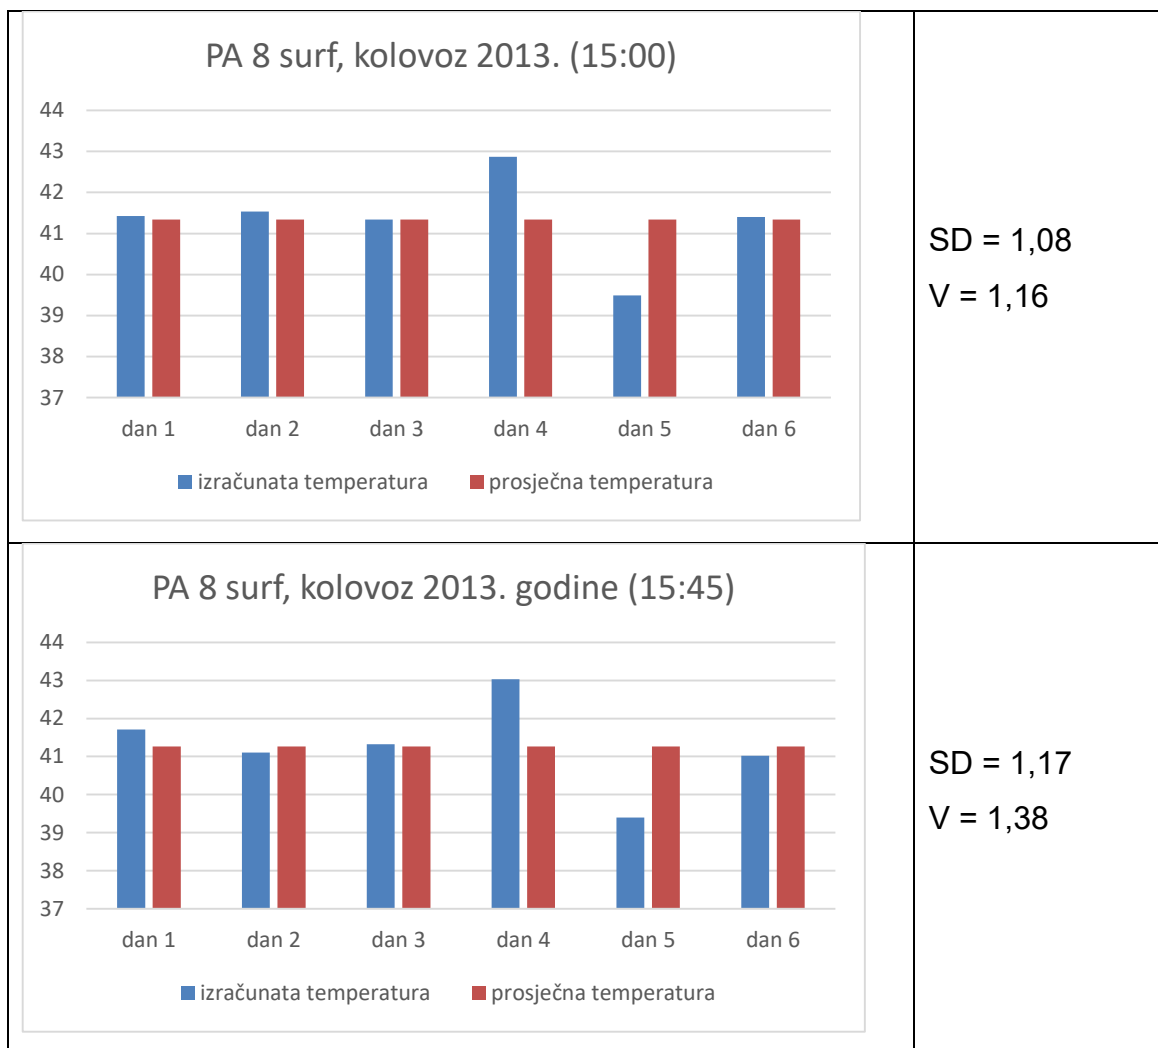 PA 8 surf, kolovoz 2013. (15:00)
44
43
42
41
40
39
38
37
dan 1 dan 2 dan 3 dan 4 dan 5 dan 6
izračunata temperatura prosječna temperatura
SD = 1,08
V = 1,16
PA 8 surf, kolovoz 2013. godine (15:45)
44
43
42
41
40
39
38
37
dan 1 dan 2 dan 3 dan 4 dan 5 dan 6
izračunata temperatura prosječna temperatura
SD = 1,17
V = 1,38